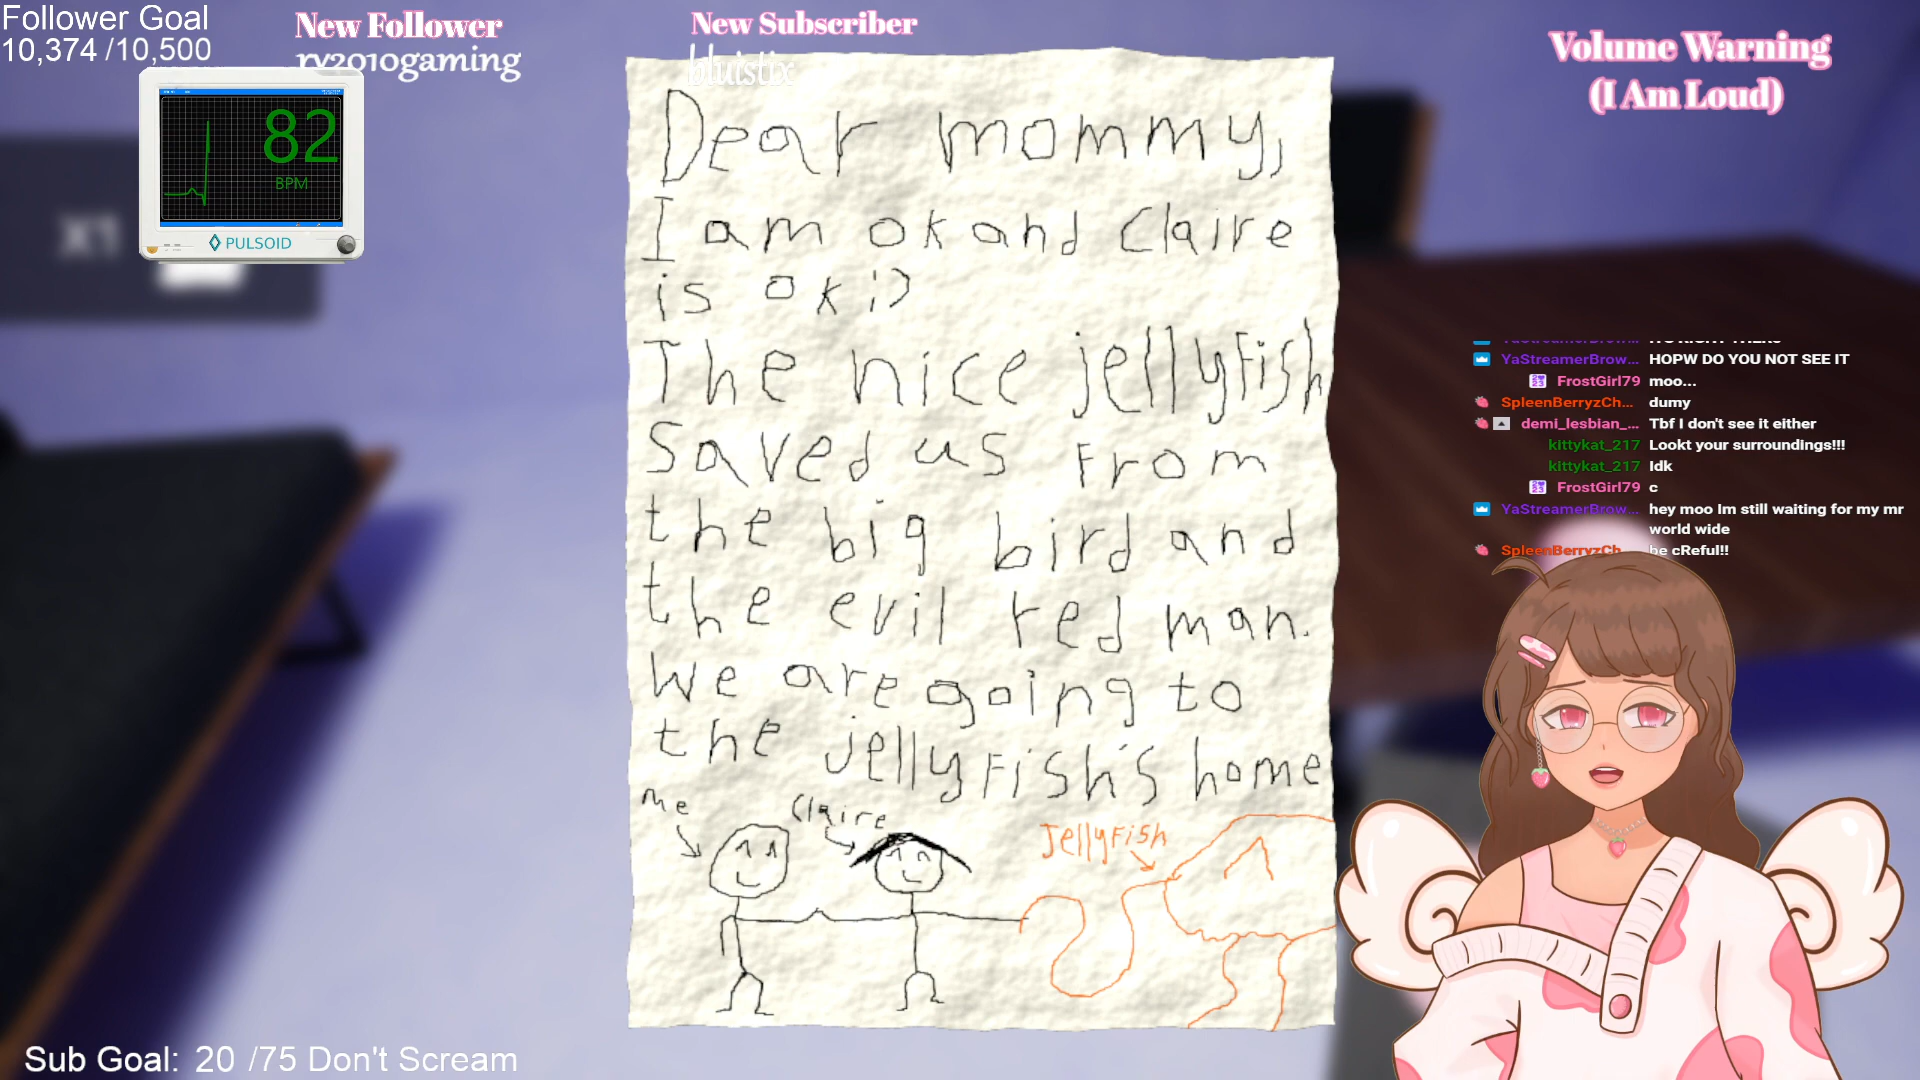 Follower Goal
10,374 /10,500
New Follower
ry2010gaming
New Subscriber
bluistix
Volume Warning
(I Am Loud)
82
BPM
PULSOID
X1
Dear mommy,
I am ok and Claire
is ok :)
The nice jellyfish
saved us from
the big bird and
the evil red man.
We are going to
the jellyfish's home
me
Claire
Jellyfish
YaStreamerBrow... HOPW DO YOU NOT SEE IT
FrostGirl79 moo...
SpleenBerryzCh... dumy
demi_lesbian_... Tbf I don't see it either
kittykat_217 Lookt your surroundings!!!
kittykat_217 Idk
FrostGirl79 c
YaStreamerBrow... hey moo Im still waiting for my mr
world wide
SpleenBerryzCh... be cReful!!
Sub Goal: 20 /75 Don't Scream